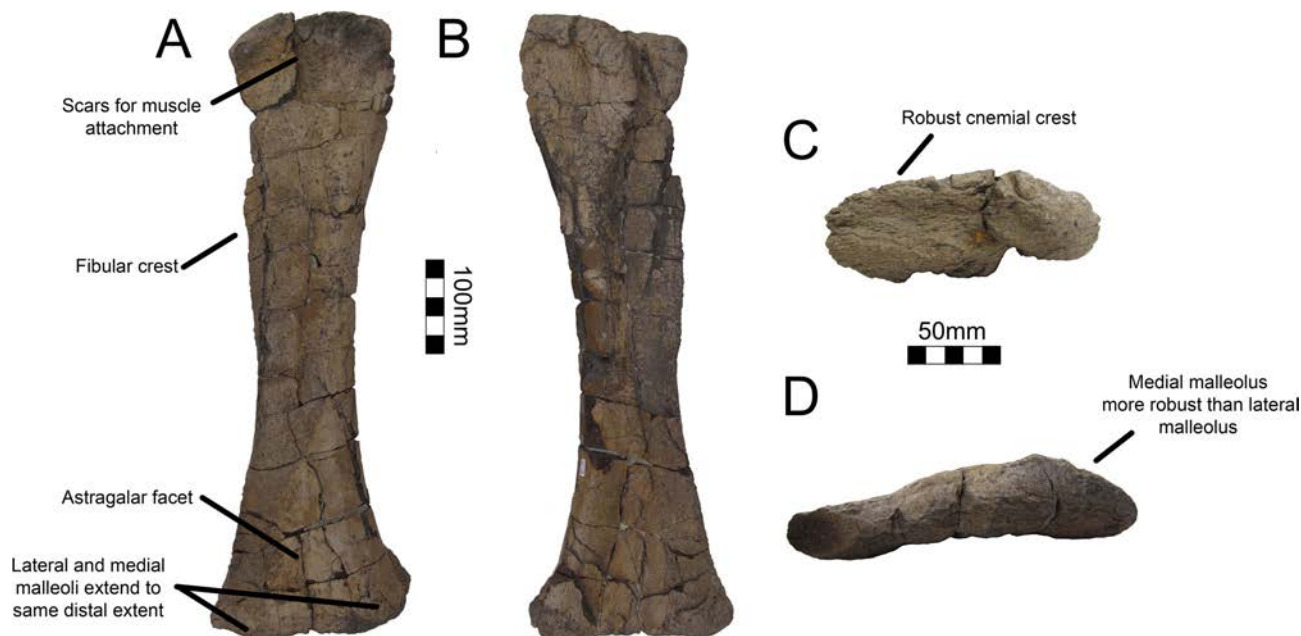 A
B
Scars for muscle
attachment
Fibular crest
100mm
Astragalar facet
Lateral and medial
malleoli extend to
same distal extent
C
Robust cnemial crest
50mm
D
Medial malleolus
more robust than lateral
malleolus